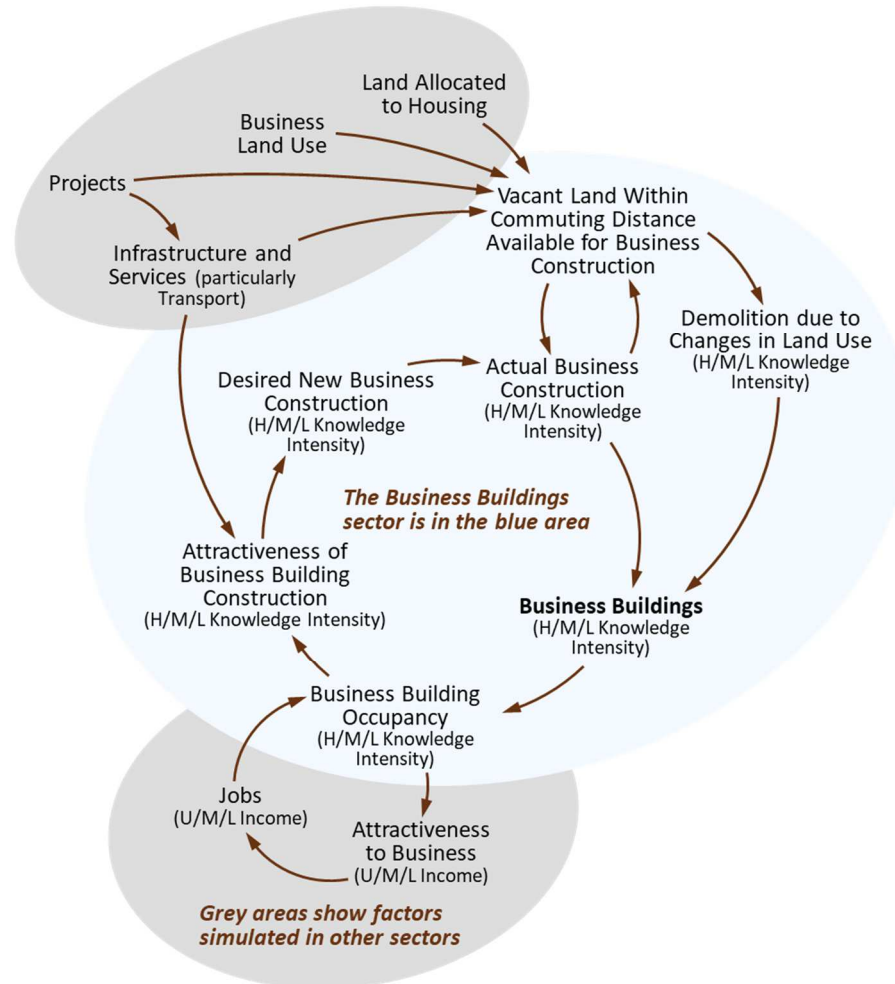 Land Allocated
to Housing
Business
Land Use
Projects
Vacant Land Within
Commuting Distance
Available for Business
Construction
Infrastructure and
Services (particularly
Transport)
Demolition due to
Changes in Land Use
(H/M/L Knowledge
Intensity)
Desired New Business
Construction
(H/M/L Knowledge
Intensity)
Actual Business
Construction
(H/M/L Knowledge
Intensity)
The Business Buildings
sector is in the blue area
Attractiveness of
Business Building
Construction
(H/M/L Knowledge Intensity)
Business Buildings
(H/M/L Knowledge
Intensity)
Business Building
Occupancy
(H/M/L Knowledge
Intensity)
Jobs
(U/M/L Income)
Attractiveness
to Business
(U/M/L Income)
Grey areas show factors
simulated in other sectors